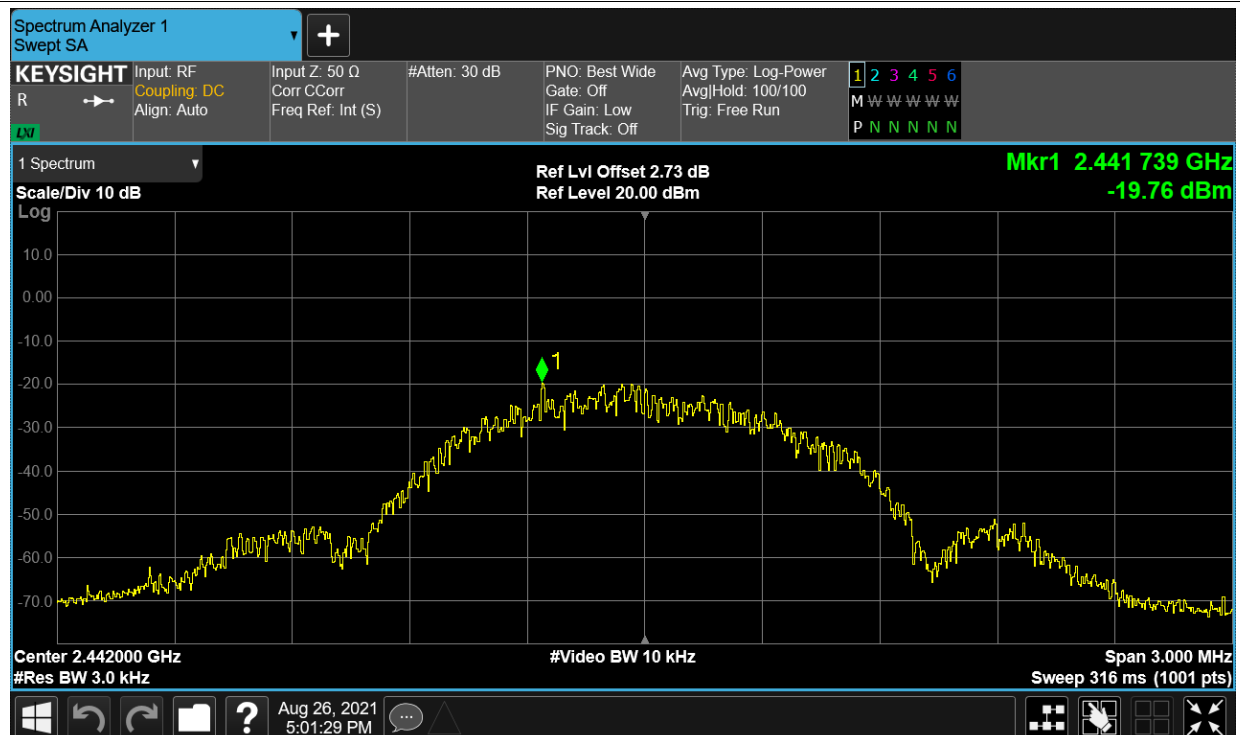 Spectrum Analyzer 1
Swept SA
+
KEYSIGHT Input: RF Input Z: 50 Ω #Atten: 30 dB PNO: Best Wide Avg Type: Log-Power 1 2 3 4 5 6
R Coupling: DC Corr CCorr Gate: Off Avg|Hold: 100/100 M W W W W W
Align: Auto Freq Ref: Int (S) IF Gain: Low Trig: Free Run
LXI Sig Track: Off P N N N N N N
1 Spectrum Ref Lvl Offset 2.73 dB Mkr1 2.441 739 GHz
Scale/Div 10 dB Ref Level 20.00 dBm -19.76 dBm
Log
10.0
0.00
-10.0
1
-20.0
-30.0
-40.0
-50.0
-60.0
-70.0
Center 2.442000 GHz #Video BW 10 kHz Span 3.000 MHz
#Res BW 3.0 kHz Sweep 316 ms (1001 pts)
? Aug 26, 2021
5:01:29 PM